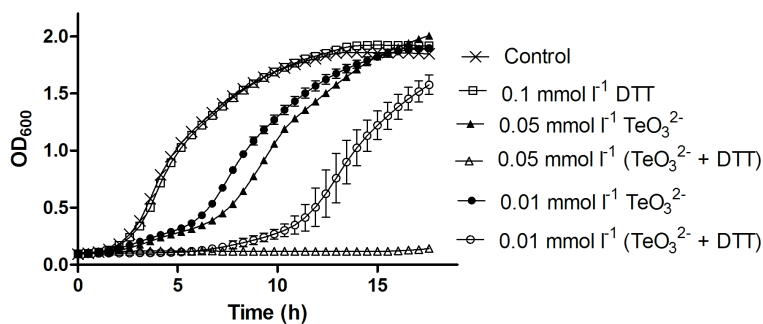 2.0
1.5
1.0
0.5
0.0
OD₆₀₀
0
5
10
15
Time (h)
Control
0.1 mmol l⁻¹ DTT
0.05 mmol l⁻¹ TeO₃²⁻
0.05 mmol l⁻¹ (TeO₃²⁻ + DTT)
0.01 mmol l⁻¹ TeO₃²⁻
0.01 mmol l⁻¹ (TeO₃²⁻ + DTT)